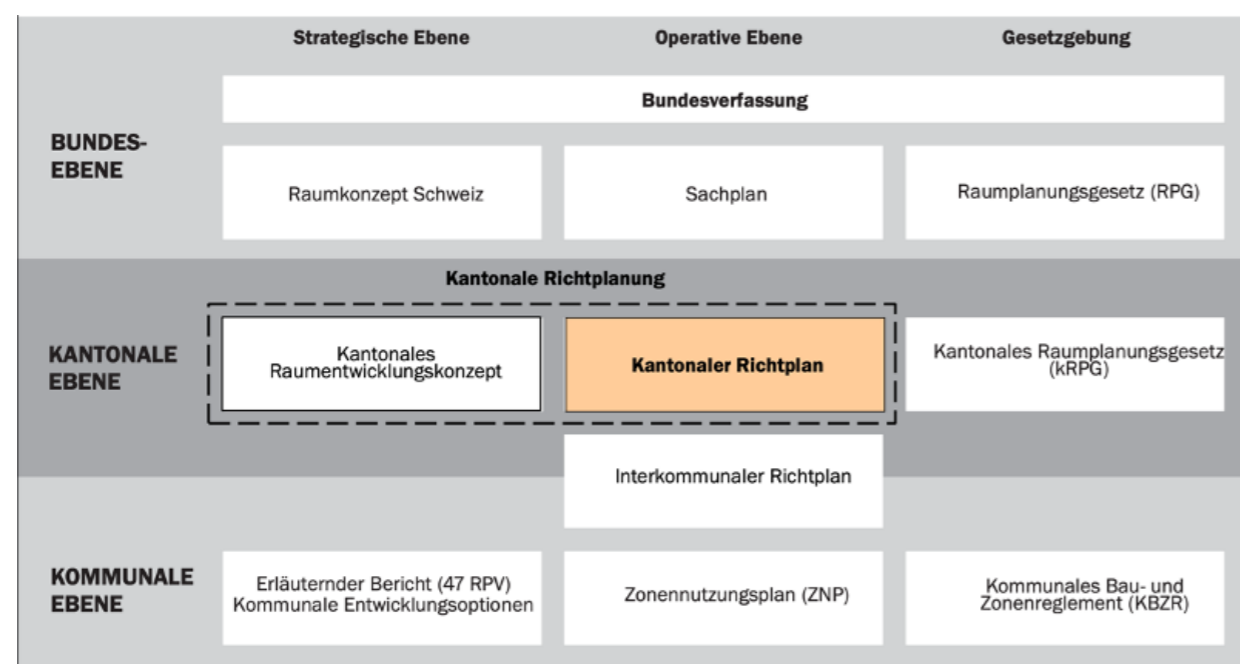 Strategische Ebene
Operative Ebene
Gesetzgebung
Bundesverfassung
BUNDES-
EBENE
Raumkonzept Schweiz
Sachplan
Raumplanungsgesetz (RPG)
Kantonale Richtplanung
KANTONALE
EBENE
Kantonales
Raumentwicklungskonzept
Kantonaler Richtplan
Kantonales Raumplanungsgesetz
(kRPG)
Interkommunaler Richtplan
KOMMUNALE
EBENE
Erläuternder Bericht (47 RPV)
Kommunale Entwicklungsoptionen
Zonennutzungsplan (ZNP)
Kommunales Bau- und
Zonenreglement (KBZR)